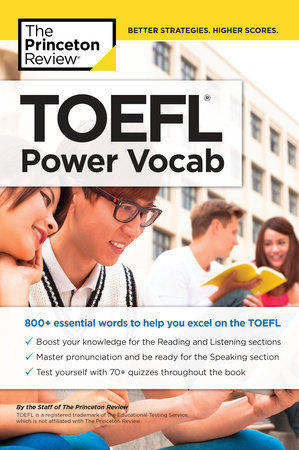 The
Princeton
Review®
BETTER STRATEGIES. HIGHER SCORES.
TOEFL®
Power Vocab
800+ essential words to help you excel on the TOEFL
✓ Boost your knowledge for the Reading and Listening sections
✓ Master pronunciation and be ready for the Speaking section
✓ Test yourself with 70+ quizzes throughout the book
By the Staff of The Princeton Review
TOEFL is a registered trademark of the Educational Testing Service,
which is not affiliated with The Princeton Review.